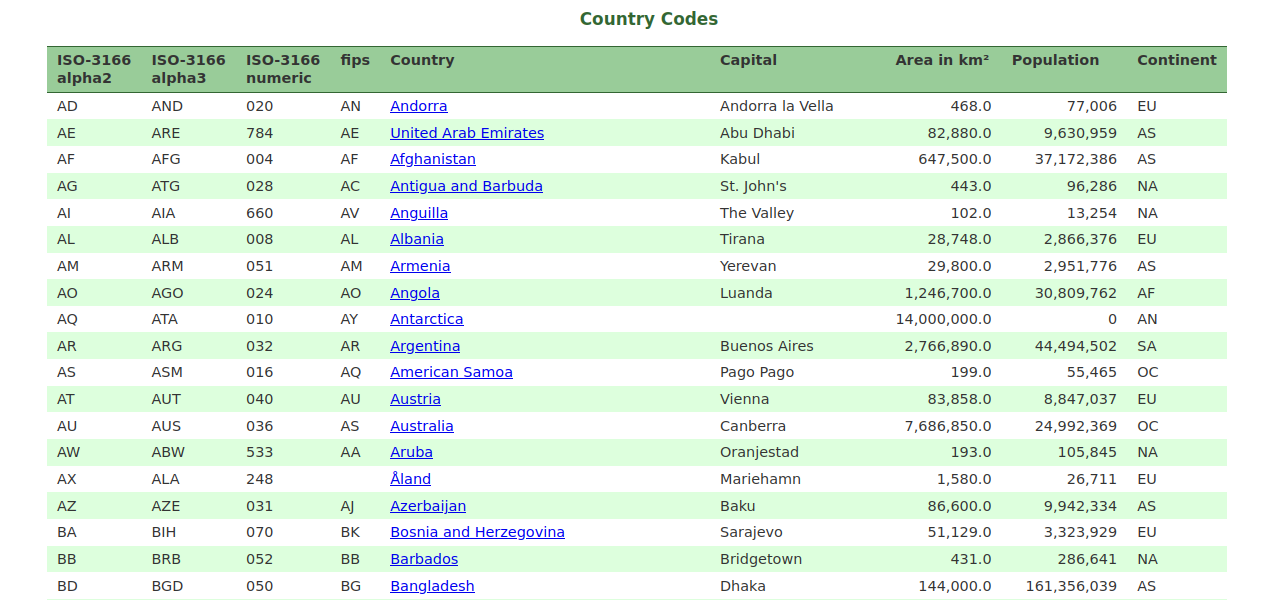 Country Codes
ISO-3166 alpha2 ISO-3166 alpha3 ISO-3166 numeric fips Country Capital Area in km² Population Continent
AD AND 020 AN Andorra Andorra la Vella 468.0 77,006 EU
AE ARE 784 AE United Arab Emirates Abu Dhabi 82,880.0 9,630,959 AS
AF AFG 004 AF Afghanistan Kabul 647,500.0 37,172,386 AS
AG ATG 028 AC Antigua and Barbuda St. John's 443.0 96,286 NA
AI AIA 660 AV Anguilla The Valley 102.0 13,254 NA
AL ALB 008 AL Albania Tirana 28,748.0 2,866,376 EU
AM ARM 051 AM Armenia Yerevan 29,800.0 2,951,776 AS
AO AGO 024 AO Angola Luanda 1,246,700.0 30,809,762 AF
AQ ATA 010 AY Antarctica 14,000,000.0 0 AN
AR ARG 032 AR Argentina Buenos Aires 2,766,890.0 44,494,502 SA
AS ASM 016 AQ American Samoa Pago Pago 199.0 55,465 OC
AT AUT 040 AU Austria Vienna 83,858.0 8,847,037 EU
AU AUS 036 AS Australia Canberra 7,686,850.0 24,992,369 OC
AW ABW 533 AA Aruba Oranjestad 193.0 105,845 NA
AX ALA 248 Åland Mariehamn 1,580.0 26,711 EU
AZ AZE 031 AJ Azerbaijan Baku 86,600.0 9,942,334 AS
BA BIH 070 BK Bosnia and Herzegovina Sarajevo 51,129.0 3,323,929 EU
BB BRB 052 BB Barbados Bridgetown 431.0 286,641 NA
BD BGD 050 BG Bangladesh Dhaka 144,000.0 161,356,039 AS